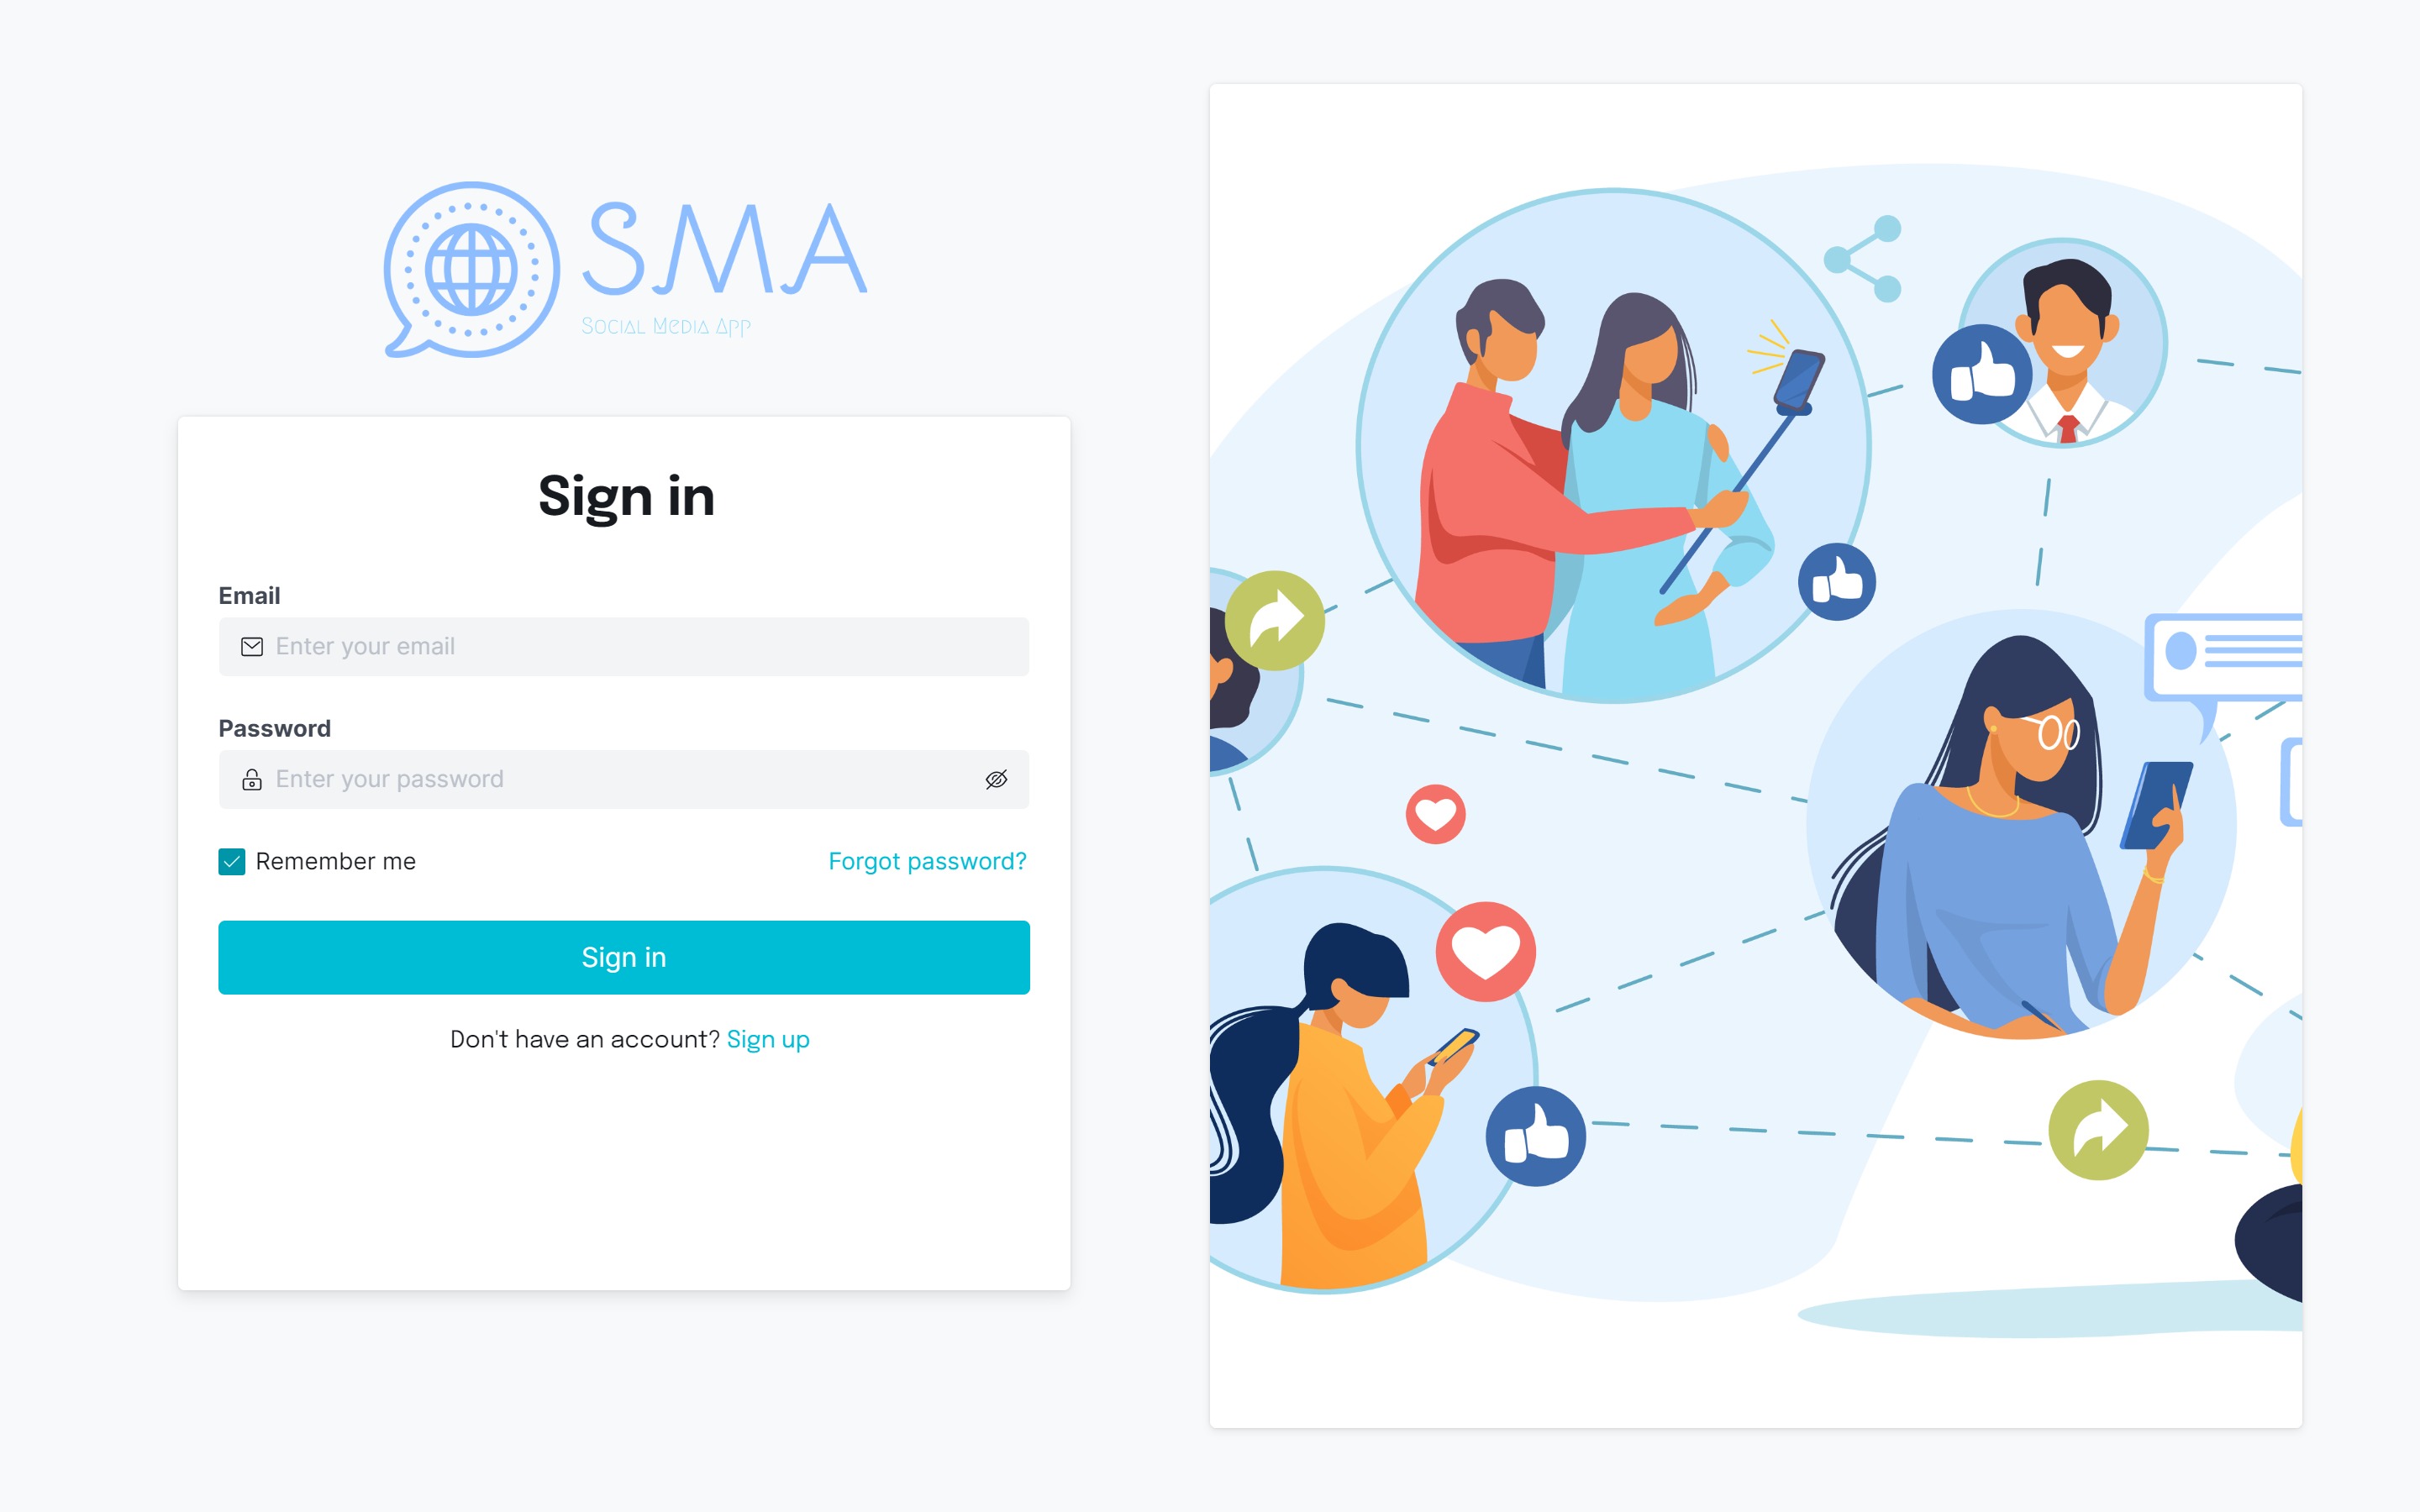 SMA
Social Media App
Sign in
Email
Enter your email
Password
Enter your password
Remember me
Forgot password?
Sign in
Don't have an account? Sign up